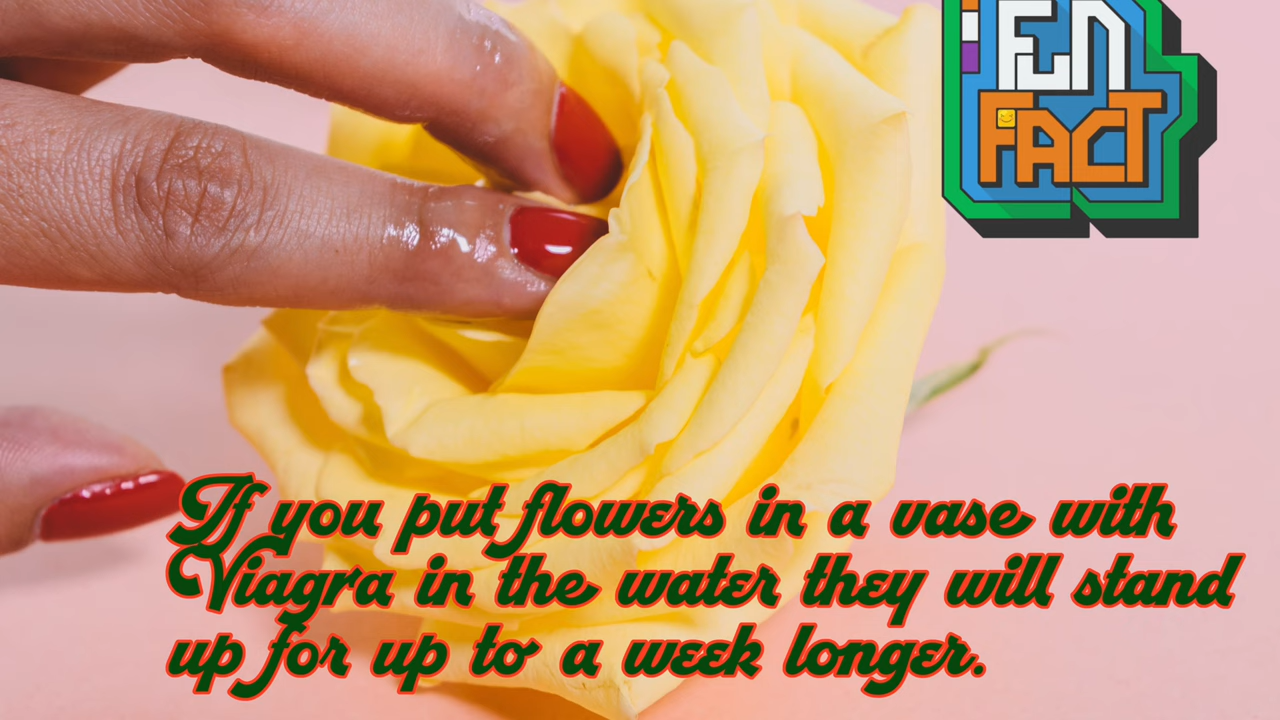 FUN
FACT
If you put flowers in a vase with
Viagra in the water they will stand
up for up to a week longer.